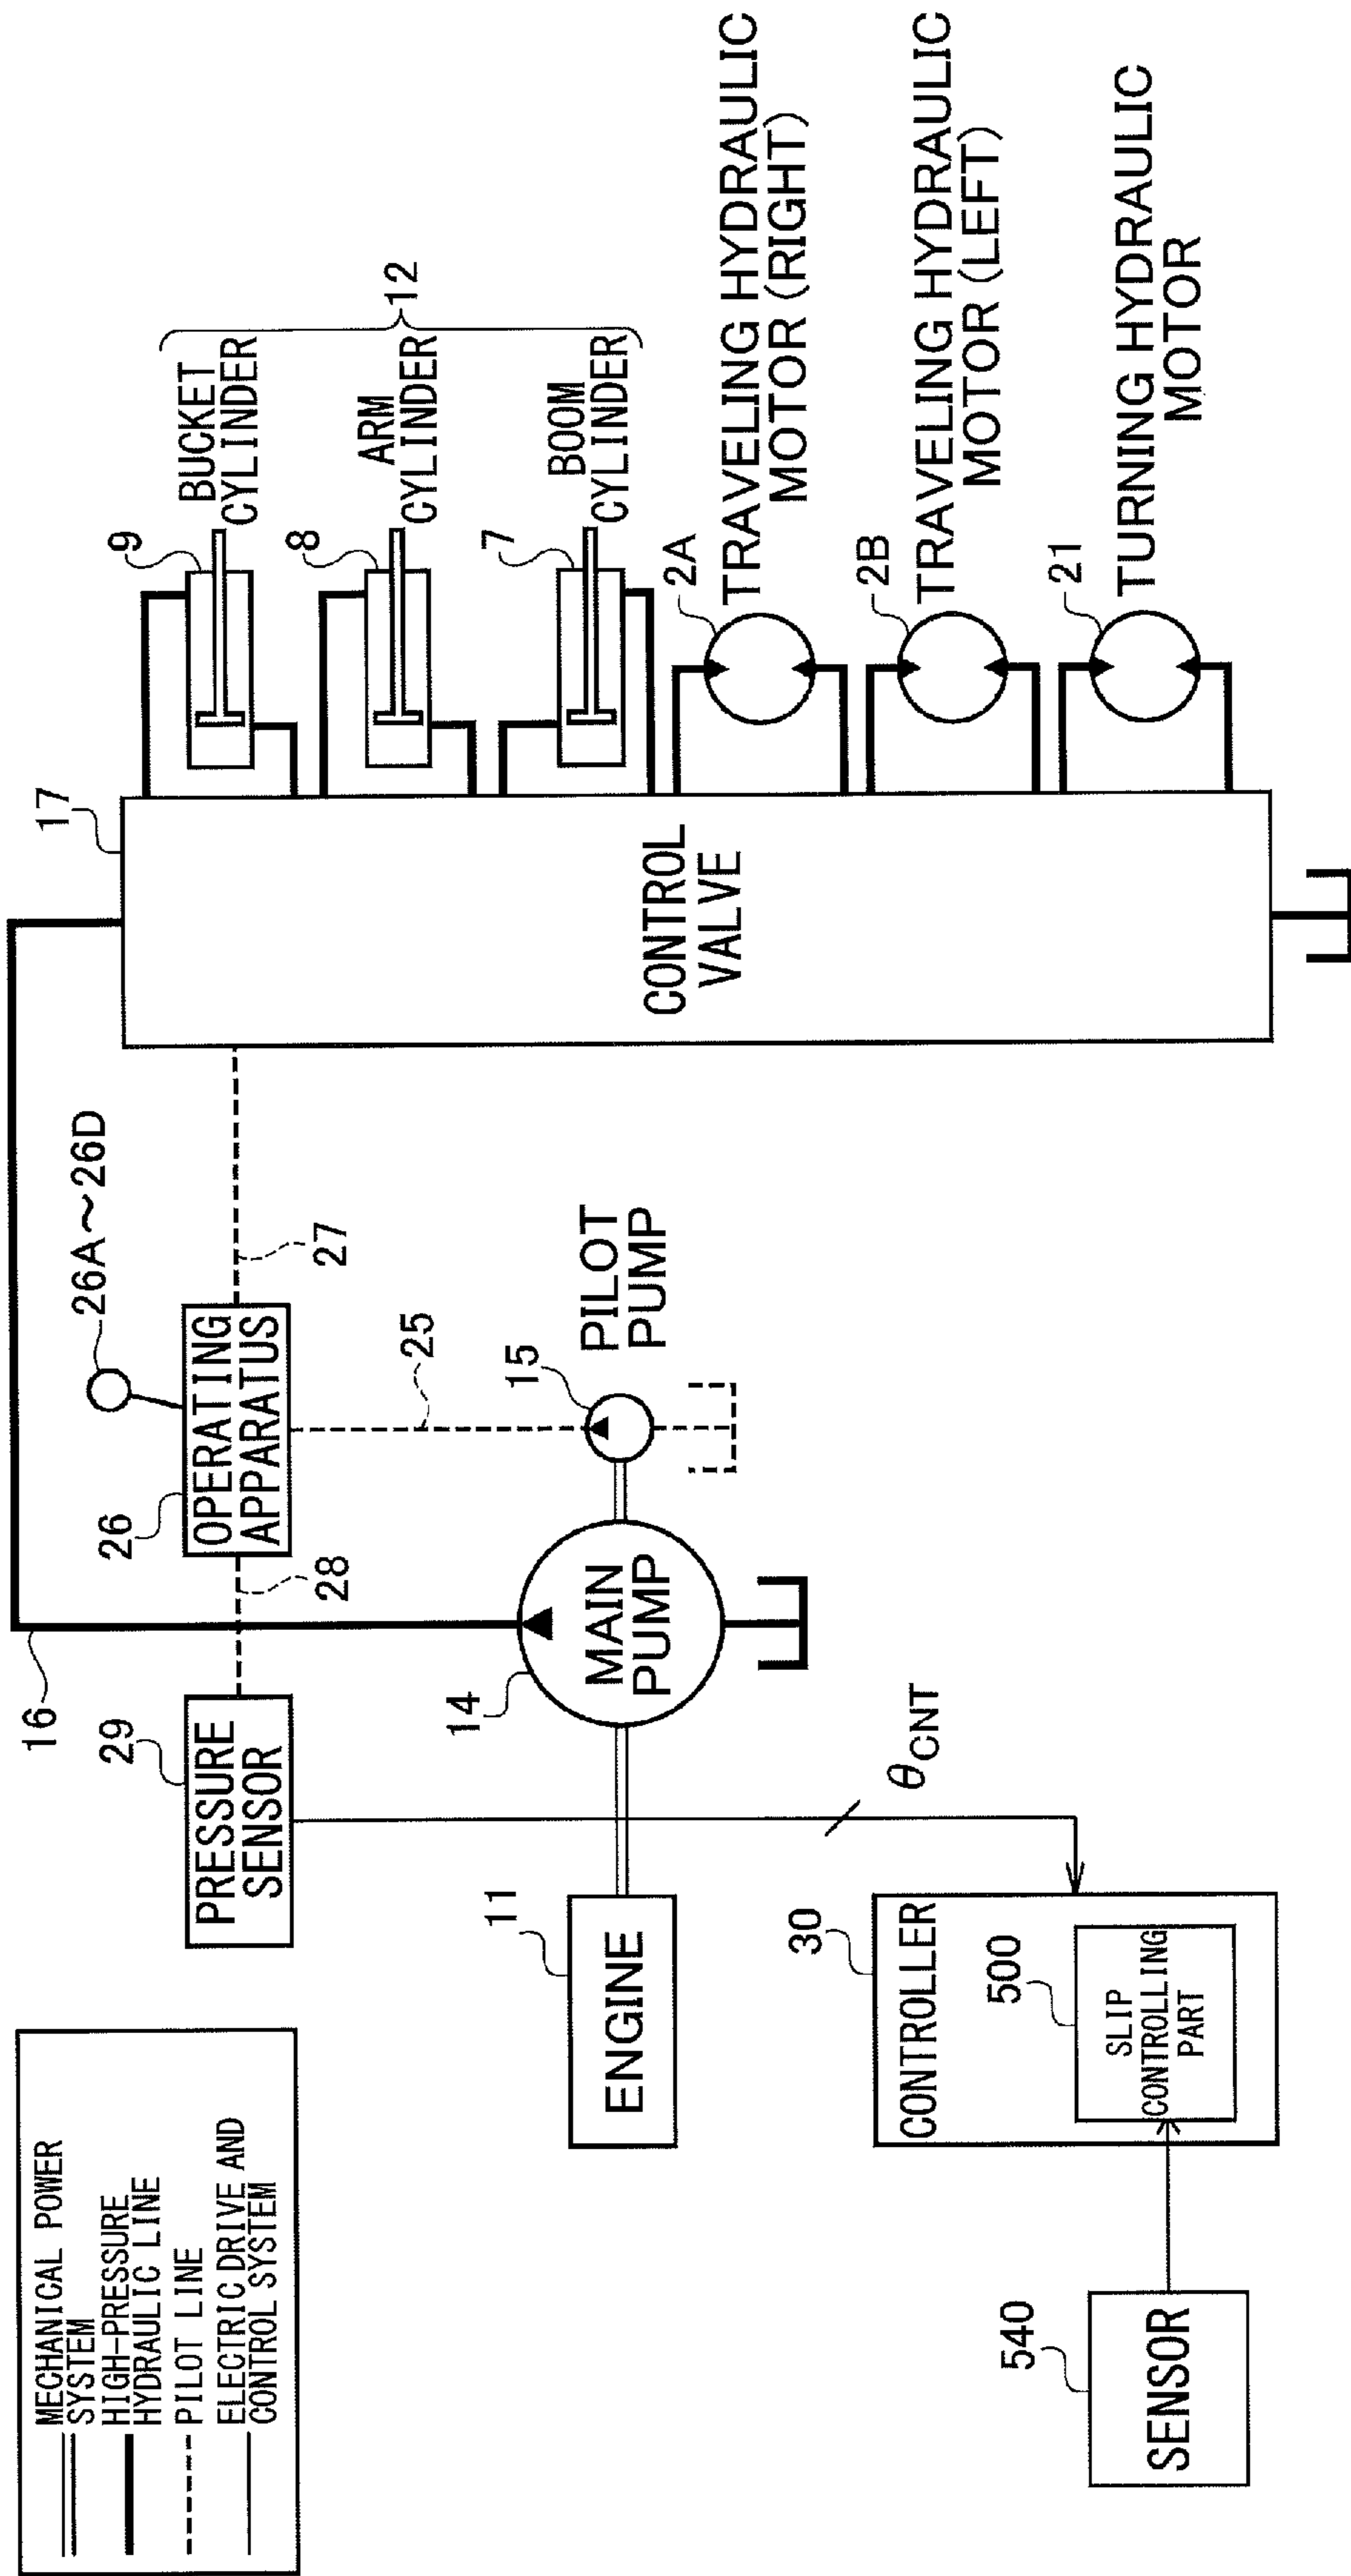 MECHANICAL POWER
SYSTEM
HIGH-PRESSURE
HYDRAULIC LINE
PILOT LINE
ELECTRIC DRIVE AND
CONTROL SYSTEM
16
29
PRESSURE
SENSOR
28
26
OPERATING
APPARATUS
26A~26D
27
25
11
ENGINE
14
MAIN
PUMP
15
PILOT
PUMP
17
CONTROL
VALVE
9
BUCKET
CYLINDER
8
ARM
CYLINDER
7
BOOM
CYLINDER
12
2A
TRAVELING HYDRAULIC
MOTOR (RIGHT)
2B
TRAVELING HYDRAULIC
MOTOR (LEFT)
21
TURNING HYDRAULIC
MOTOR
θCNT
30
CONTROLLER
500
SLIP
CONTROLLING
PART
540
SENSOR